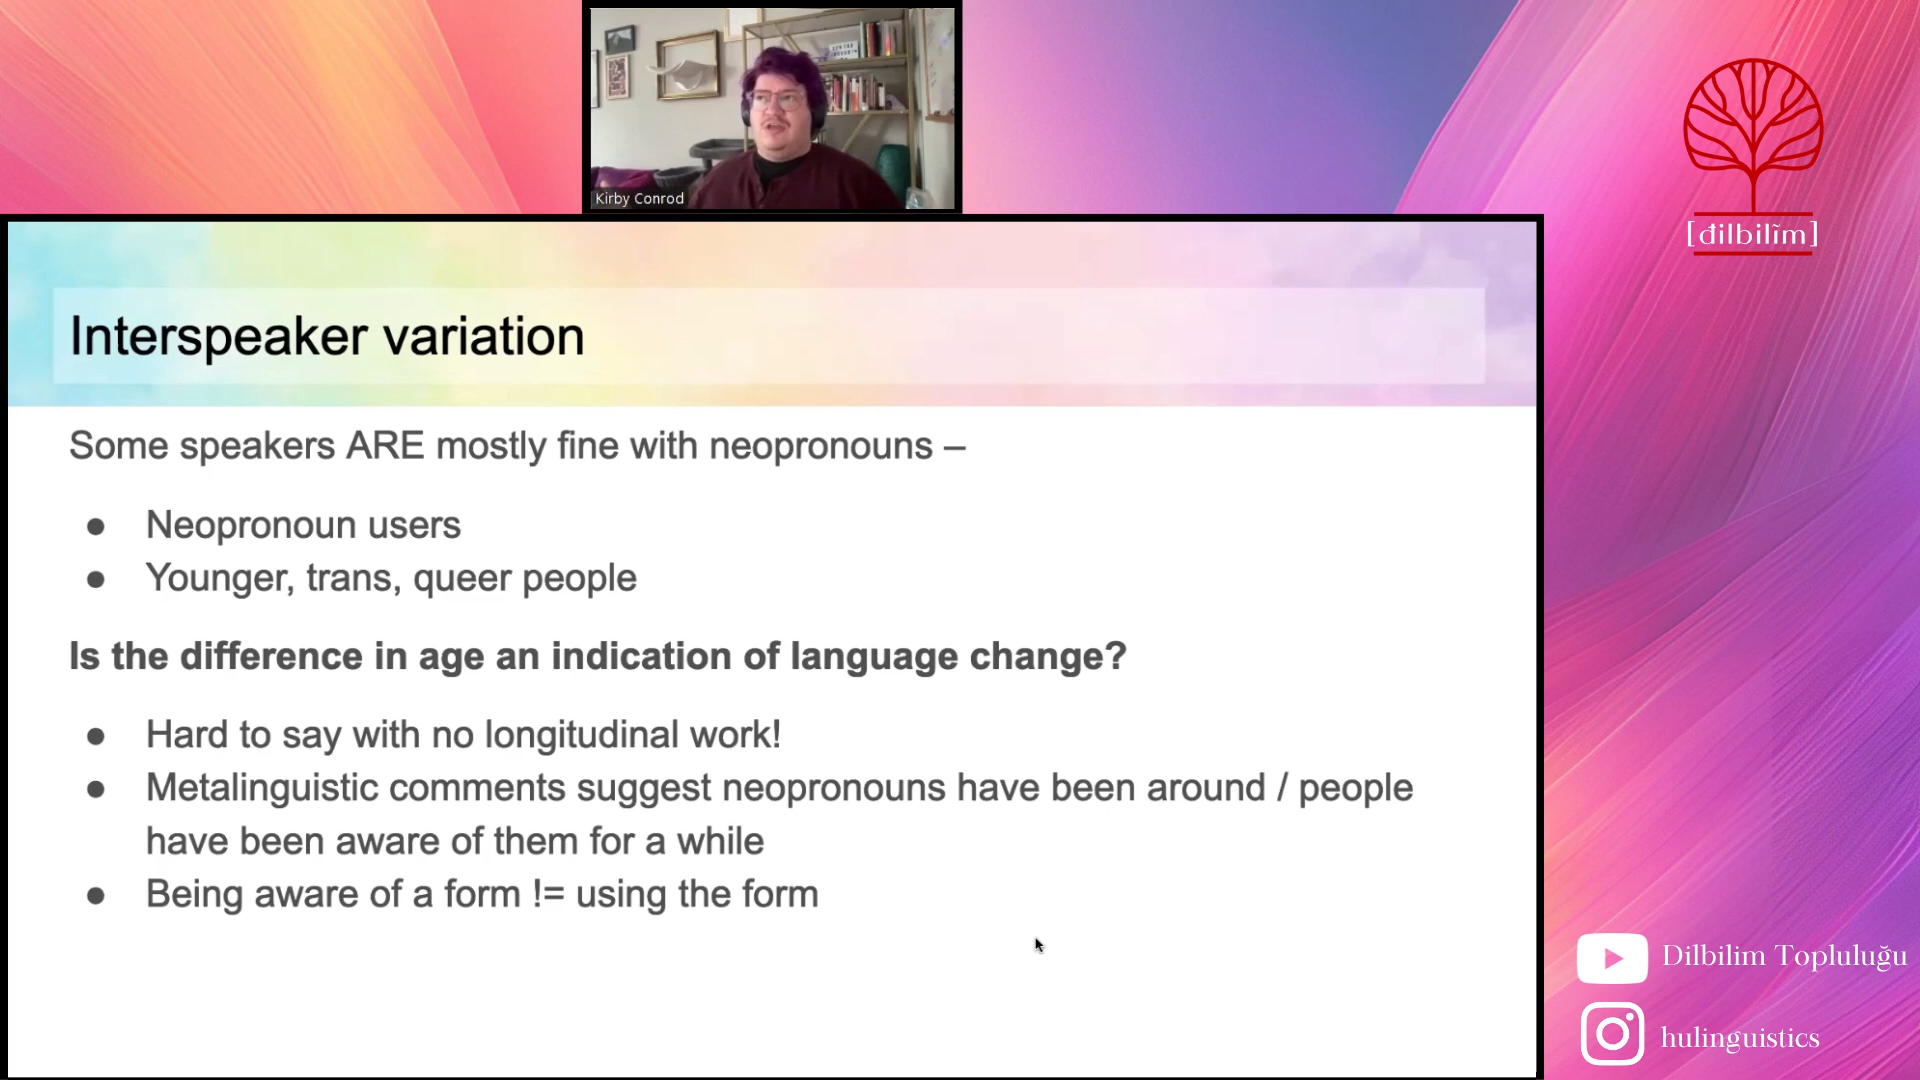 Kirby Conrod
[đilbilĩm]
Interspeaker variation
Some speakers ARE mostly fine with neopronouns –
● Neopronoun users
● Younger, trans, queer people
Is the difference in age an indication of language change?
● Hard to say with no longitudinal work!
● Metalinguistic comments suggest neopronouns have been around / people
have been aware of them for a while
● Being aware of a form != using the form
Dilbilim Topluluğu
hulinguistics